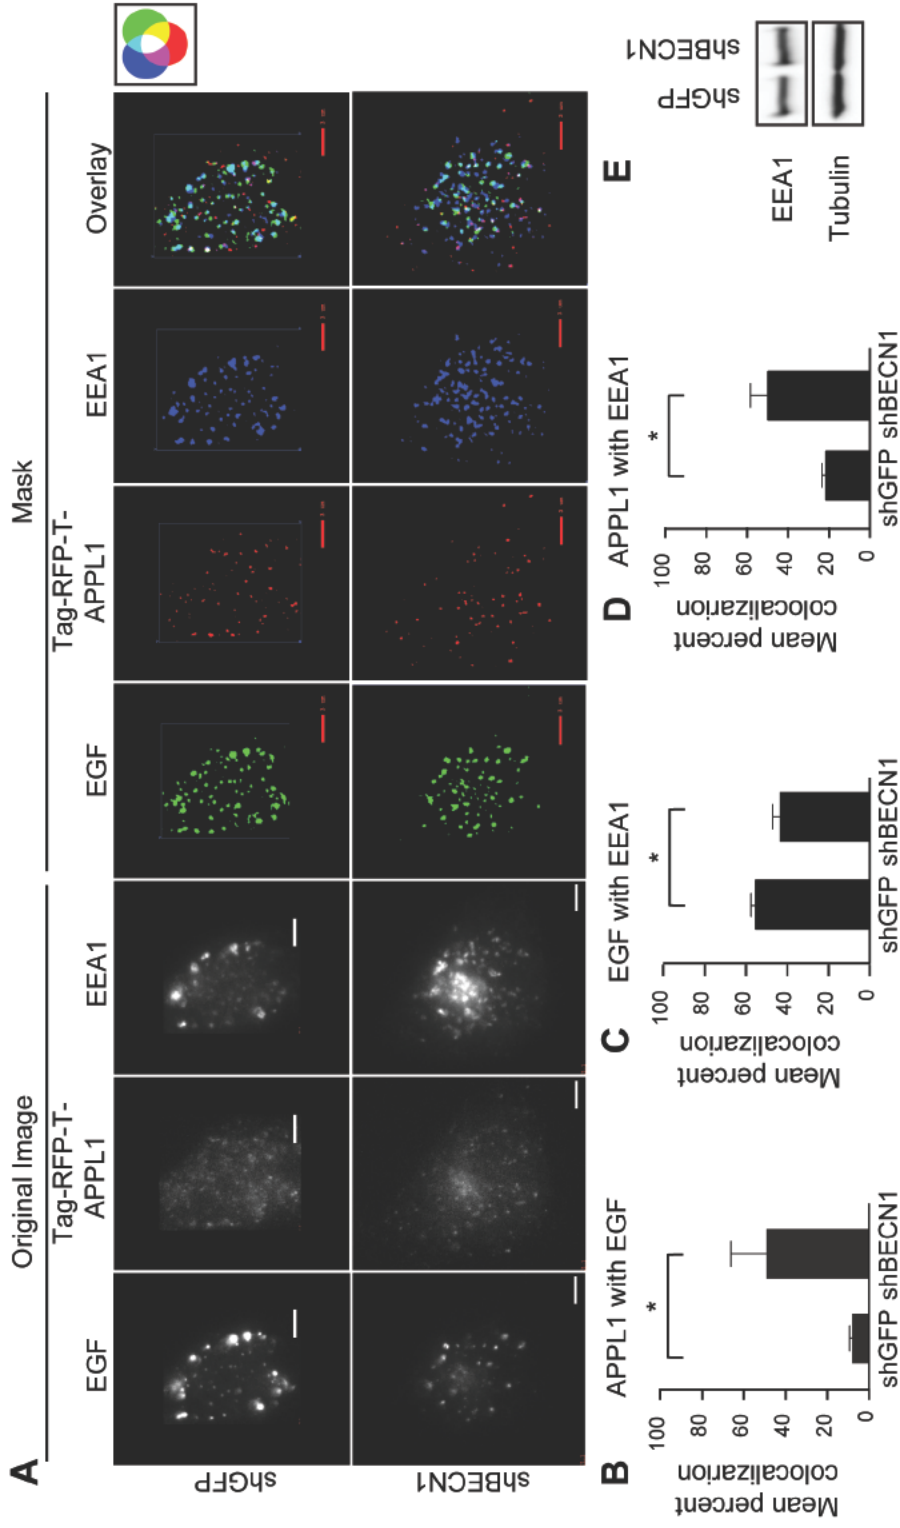 A
Original Image
Mask
EGF
Tag-RFP-T-
APPL1
EEA1
EGF
Tag-RFP-T-
APPL1
EEA1
Overlay
shGFP
shBECN1
B
APPL1 with EGF
Mean percent
colocalizarion
100
80
60
40
20
0
*
shGFP shBECN1
C
EGF with EEA1
Mean percent
colocalizarion
100
80
60
40
20
0
*
shGFP shBECN1
D
APPL1 with EEA1
Mean percent
colocalizarion
100
80
60
40
20
0
*
shGFP shBECN1
E
shGFP
shBECN1
EEA1
Tubulin